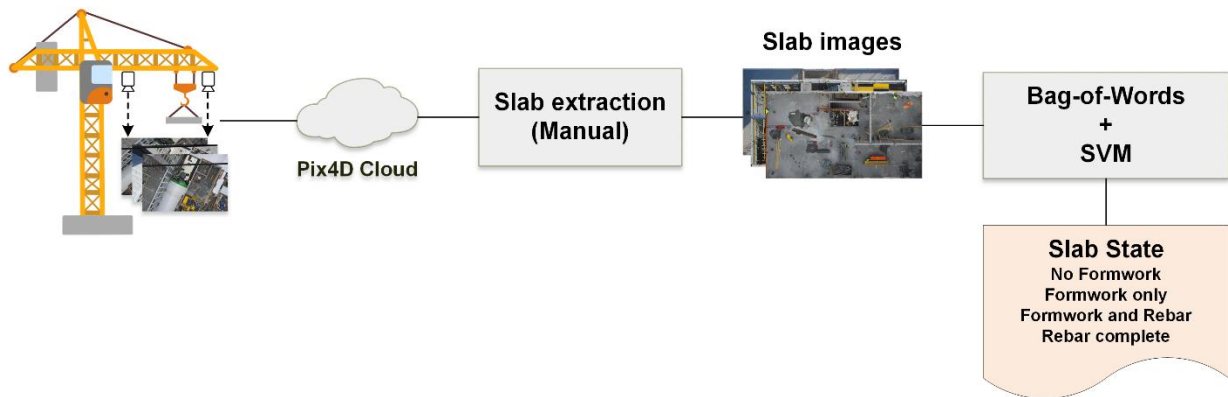 Pix4D Cloud
Slab extraction
(Manual)
Slab images
Bag-of-Words
+
SVM
Slab State
No Formwork
Formwork only
Formwork and Rebar
Rebar complete